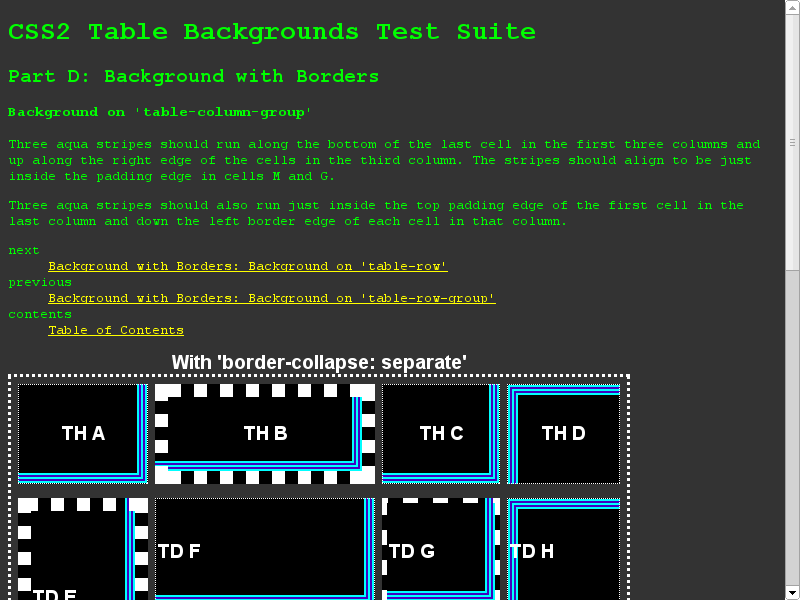 CSS2 Table Backgrounds Test Suite
Part D: Background with Borders
Background on 'table-column-group'
Three aqua stripes should run along the bottom of the last cell in the first three columns and
up along the right edge of the cells in the third column. The stripes should align to be just
inside the padding edge in cells M and G.
Three aqua stripes should also run just inside the top padding edge of the first cell in the
last column and down the left border edge of each cell in that column.
next
Background with Borders: Background on 'table-row'
previous
Background with Borders: Background on 'table-row-group'
contents
Table of Contents
With 'border-collapse: separate'
TH A
TH B
TH C
TH D
TD F
TD G
TD H
TD E